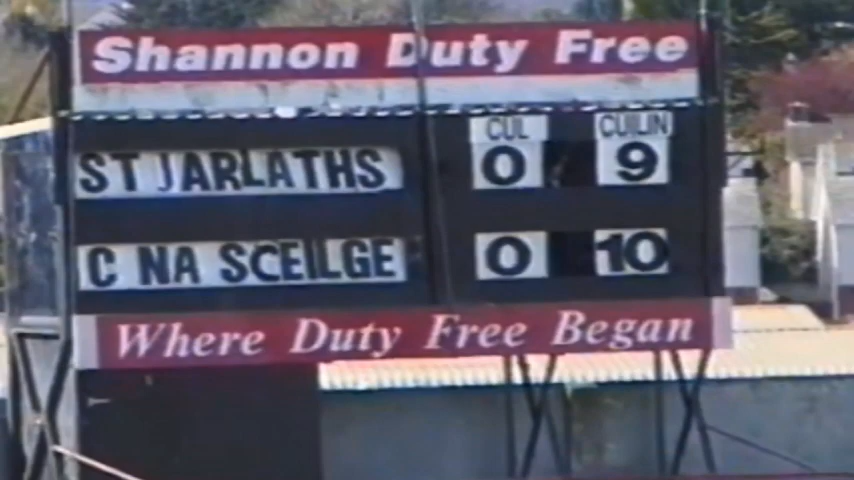 Shannon Duty Free
CUL CUILIN
ST JARLATHS 0 9
C NA SCEILGE 0 10
Where Duty Free Began